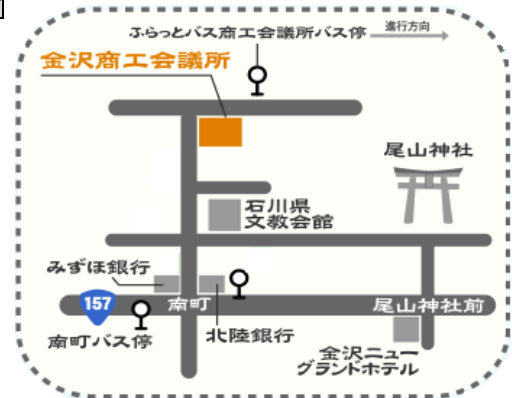 ふらっとバス商工会議所バス停
進行方向
金沢商工会議所
尾山神社
石川県
文教会館
みずほ銀行
157
南町
尾山神社前
南町バス停
北陸銀行
金沢ニュー
グランドホテル